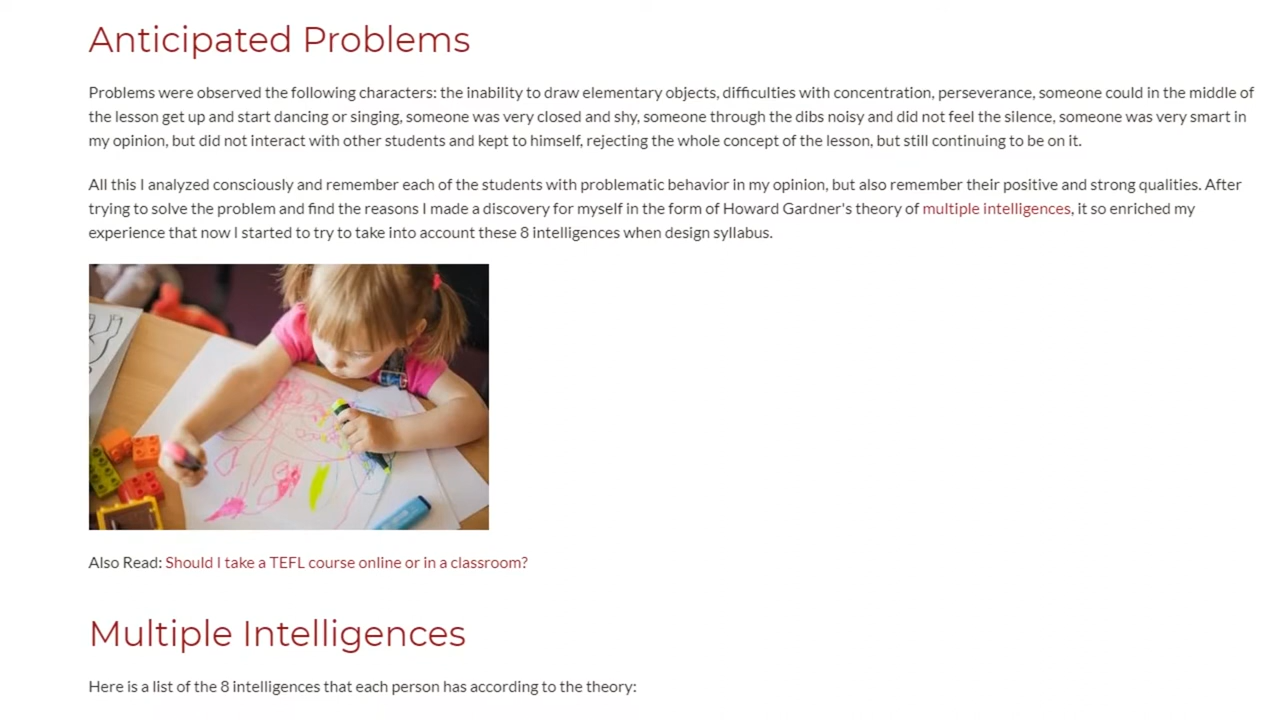 Anticipated Problems
Problems were observed the following characters: the inability to draw elementary objects, difficulties with concentration, perseverance, someone could in the middle of
the lesson get up and start dancing or singing, someone was very closed and shy, someone through the dibs noisy and did not feel the silence, someone was very smart in
my opinion, but did not interact with other students and kept to himself, rejecting the whole concept of the lesson, but still continuing to be on it.
All this I analyzed consciously and remember each of the students with problematic behavior in my opinion, but also remember their positive and strong qualities. After
trying to solve the problem and find the reasons I made a discovery for myself in the form of Howard Gardner's theory of multiple intelligences, it so enriched my
experience that now I started to try to take into account these 8 intelligences when design syllabus.
Also Read: Should I take a TEFL course online or in a classroom?
Multiple Intelligences
Here is a list of the 8 intelligences that each person has according to the theory: